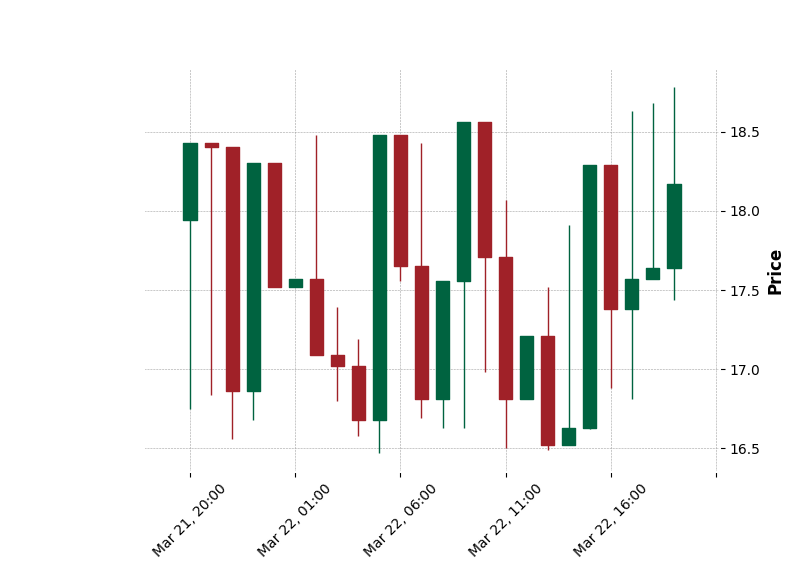 18.5
18.0
17.5
17.0
16.5
Price
Mar 21, 20:00
Mar 22, 01:00
Mar 22, 06:00
Mar 22, 11:00
Mar 22, 16:00